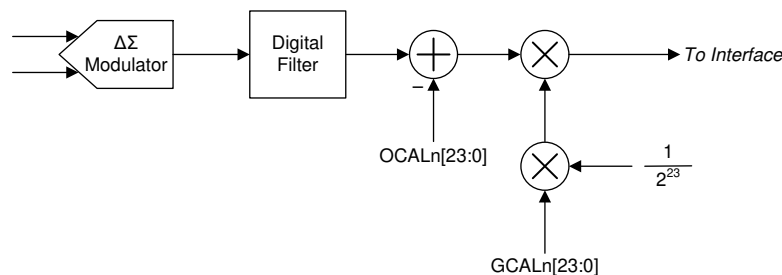 ΔΣ
Modulator
Digital
Filter
To Interface
–
OCALn[23:0]
1
2²³
GCALn[23:0]